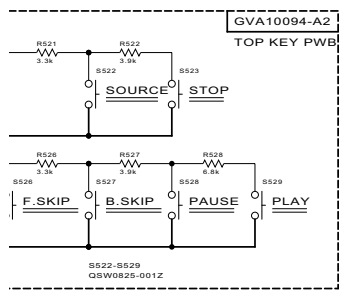 GVA10094-A2
TOP KEY PWB
R521 R522
3.3k 3.9k
S522 S523
SOURCE STOP
R526 R527 R528
3.3k 3.9k 6.8k
S526 S527 S528 S529
F.SKIP B.SKIP PAUSE PLAY
S522-S529
QSW0825-001Z